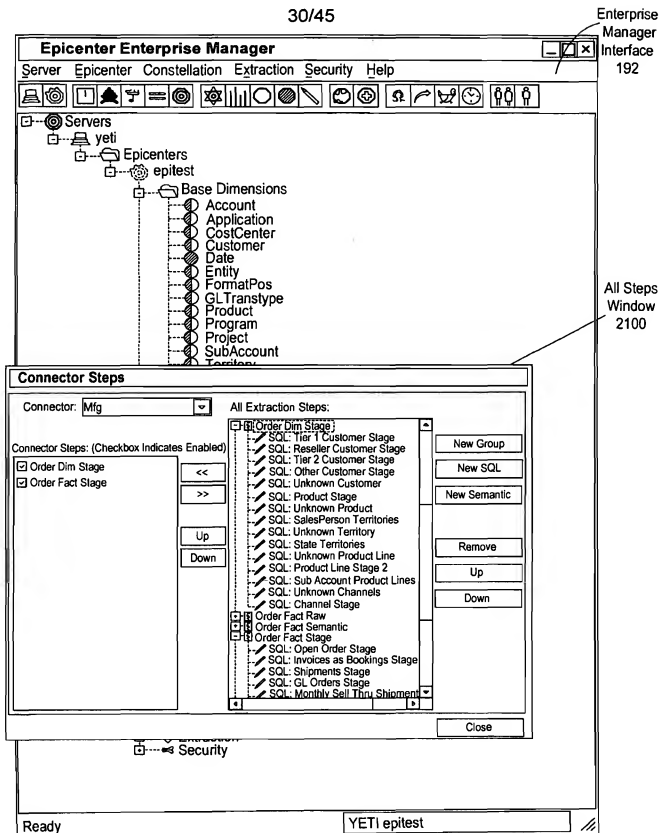 30/45
Enterprise
Manager
Interface
192
Epicenter Enterprise Manager
Server Epicenter Constellation Extraction Security Help
Servers
yeti
Epicenters
epitest
Base Dimensions
Account
Application
CostCenter
Customer
Date
Entity
FormatPos
GLTranstype
Product
Program
Project
SubAccount
Territory
All Steps
Window
2100
Connector Steps
Connector: Mfg
All Extraction Steps:
Connector Steps: (Checkbox Indicates Enabled)
Order Dim Stage
Order Fact Stage
<<
>>
Up
Down
Order Dim Stage
SQL: Tier 1 Customer Stage
SQL: Reseller Customer Stage
SQL: Tier 2 Customer Stage
SQL: Other Customer Stage
SQL: Unknown Customer
SQL: Product Stage
SQL: Unknown Product
SQL: SalesPerson Territories
SQL: Unknown Territory
SQL: State Territories
SQL: Unknown Product Line
SQL: Product Line Stage 2
SQL: Sub Account Product Lines
SQL: Unknown Channels
SQL: Channel Stage
Order Fact Raw
Order Fact Semantic
Order Fact Stage
SQL: Open Order Stage
SQL: Invoices as Bookings Stage
SQL: Shipments Stage
SQL: GL Orders Stage
SQL: Monthly Sell Thru Shipment
New Group
New SQL
New Semantic
Remove
Up
Down
Close
Extraction
Security
Ready
YETI epitest